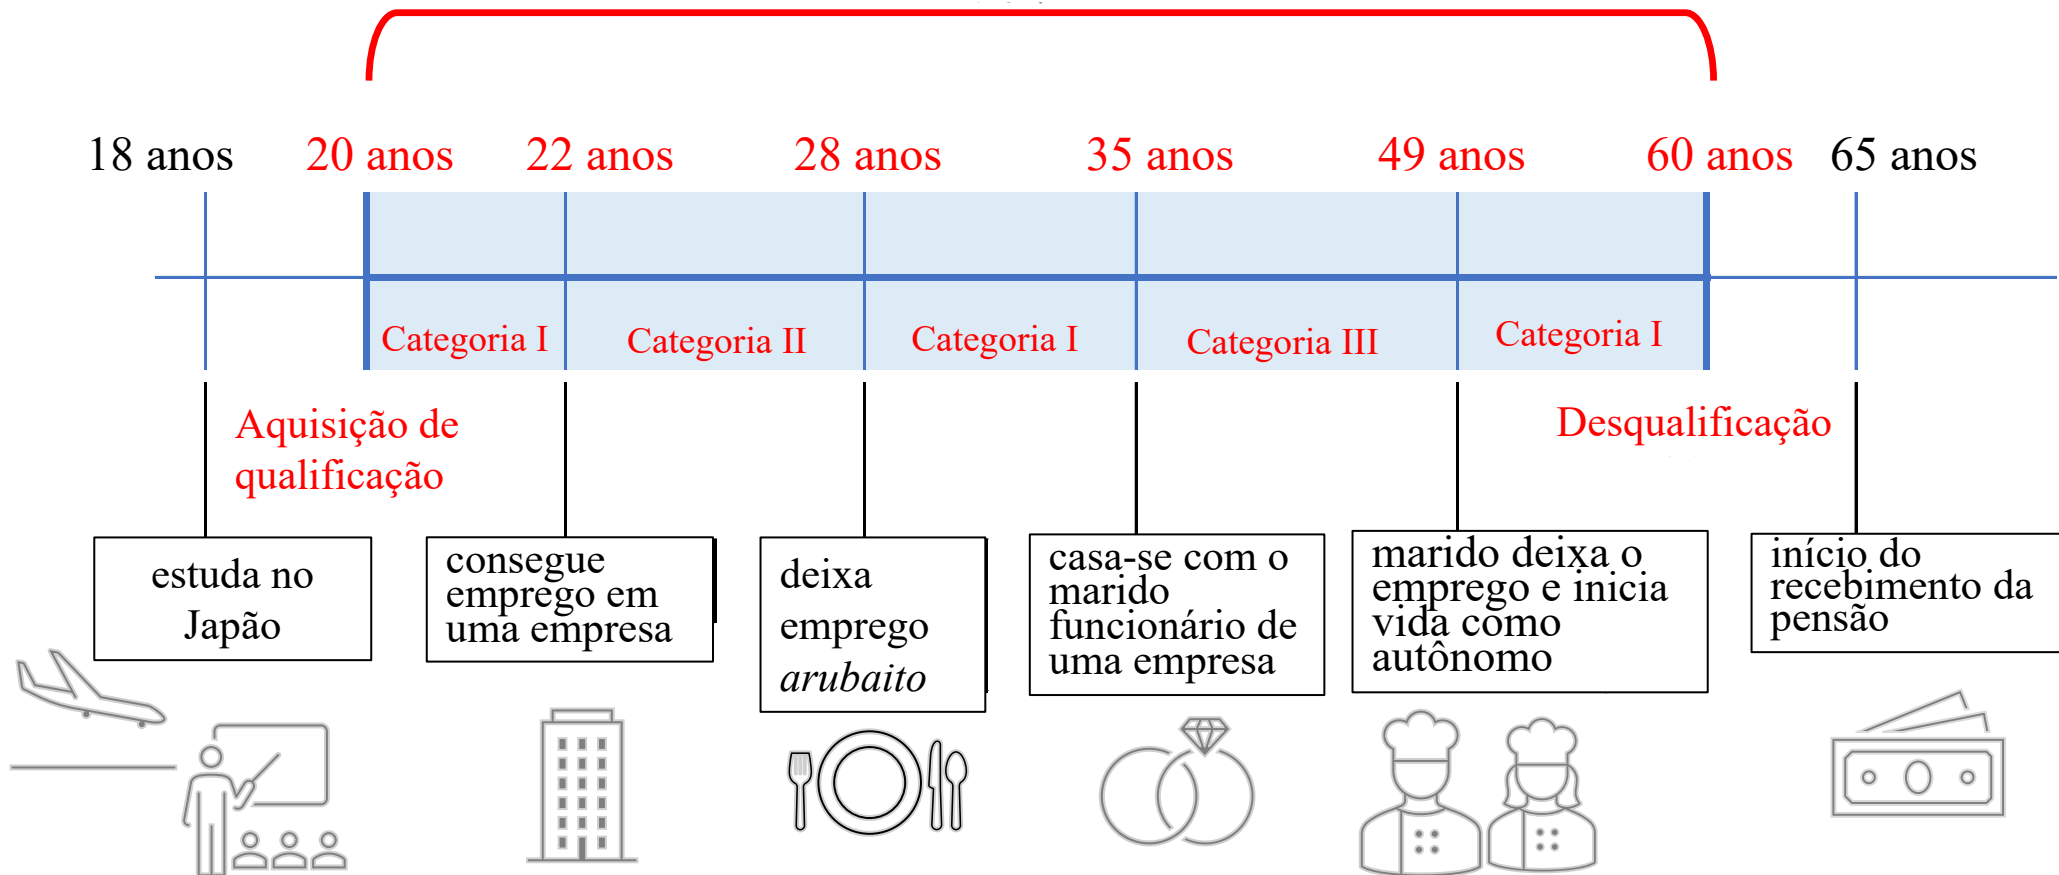 18 anos
20 anos
22 anos
28 anos
35 anos
49 anos
60 anos
65 anos
Categoria I
Categoria II
Categoria I
Categoria III
Categoria I
Aquisição de
qualificação
Desqualificação
estuda no
Japão
consegue
emprego em
uma empresa
deixa
emprego
arubaito
casa-se com o
marido
funcionário de
uma empresa
marido deixa o
emprego e inicia
vida como
autônomo
início do
recebimento da
pensão